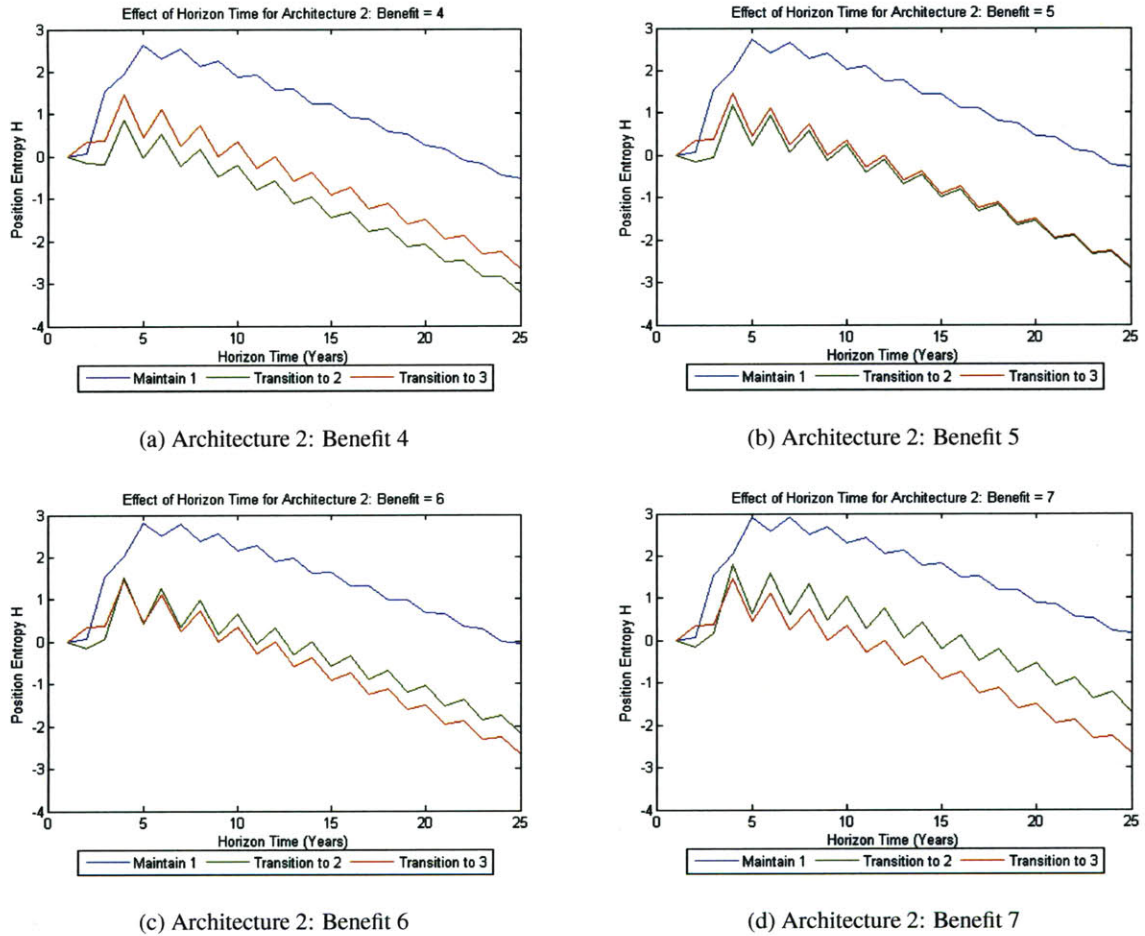 Effect of Horizon Time for Architecture 2: Benefit = 4
Position Entropy H
3
2
1
0
-1
-2
-3
-4
0 5 10 15 20 25
Horizon Time (Years)
Maintain 1 Transition to 2 Transition to 3
(a) Architecture 2: Benefit 4
Effect of Horizon Time for Architecture 2: Benefit = 5
Position Entropy H
3
2
1
0
-1
-2
-3
-4
0 5 10 15 20 25
Horizon Time (Years)
Maintain 1 Transition to 2 Transition to 3
(b) Architecture 2: Benefit 5
Effect of Horizon Time for Architecture 2: Benefit = 6
Position Entropy H
3
2
1
0
-1
-2
-3
-4
0 5 10 15 20 25
Horizon Time (Years)
Maintain 1 Transition to 2 Transition to 3
(c) Architecture 2: Benefit 6
Effect of Horizon Time for Architecture 2: Benefit = 7
Position Entropy H
3
2
1
0
-1
-2
-3
-4
0 5 10 15 20 25
Horizon Time (Years)
Maintain 1 Transition to 2 Transition to 3
(d) Architecture 2: Benefit 7